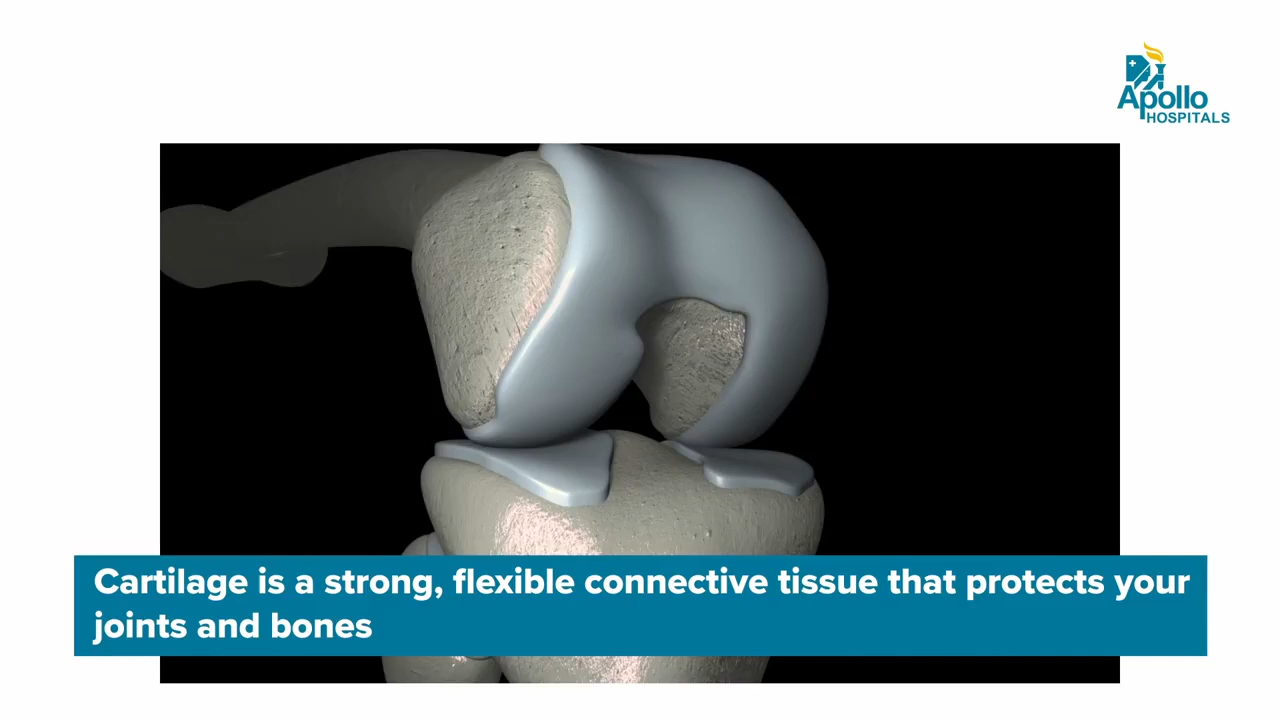 Apollo
HOSPITALS
Cartilage is a strong, flexible connective tissue that protects your
joints and bones